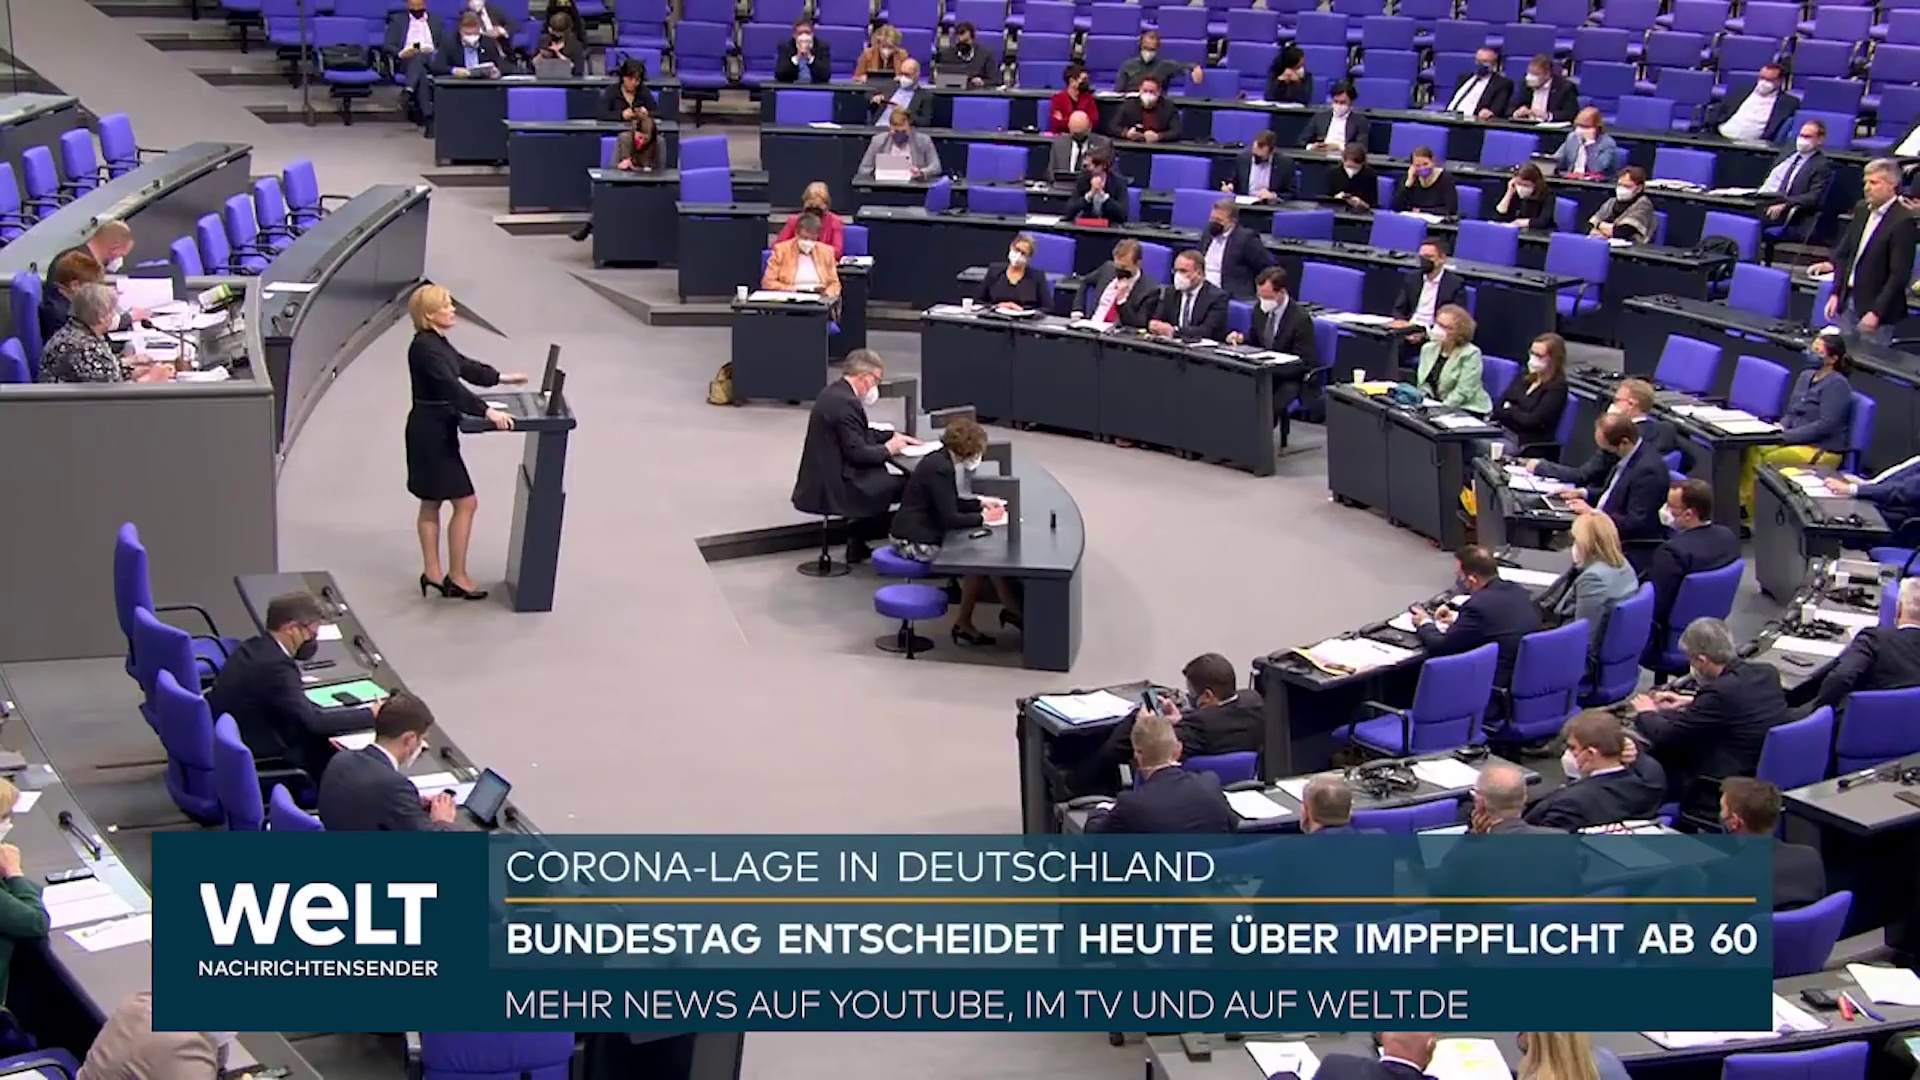 CORONA-LAGE IN DEUTSCHLAND
WELT
NACHRICHTENSENDER
BUNDESTAG ENTSCHEIDET HEUTE ÜBER IMPFPFLICHT AB 60
MEHR NEWS AUF YOUTUBE, IM TV UND AUF WELT.DE